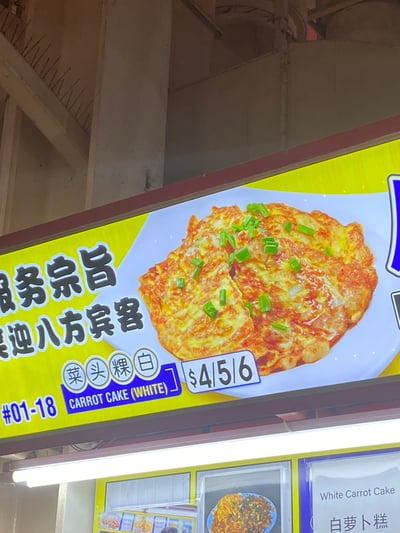 服务宗旨
迎八方宾客
菜头粿白
CARROT CAKE (WHITE)
$4/5/6
#01-18
White Carrot Cake
白萝卜糕